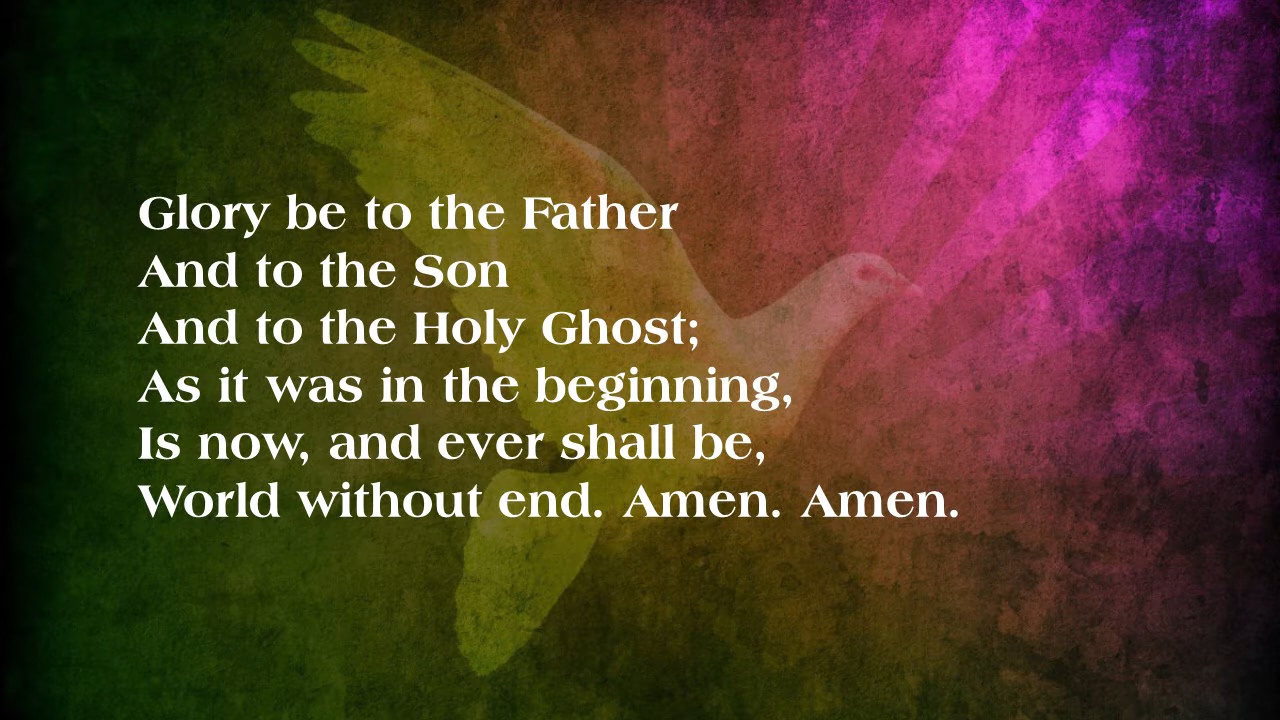 Glory be to the Father
And to the Son
And to the Holy Ghost;
As it was in the beginning,
Is now, and ever shall be,
World without end. Amen. Amen.